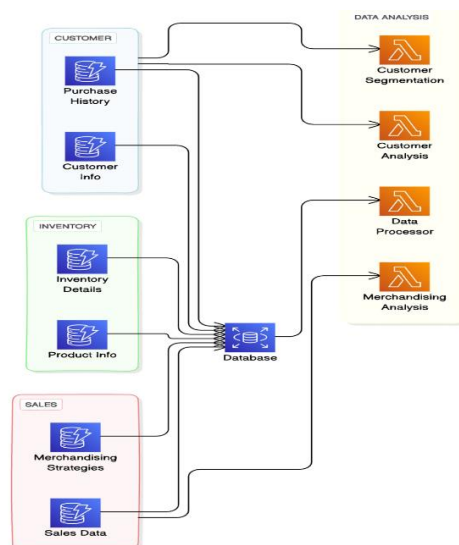 CUSTOMER
Purchase
History
Customer
Info
INVENTORY
Inventory
Details
Product Info
SALES
Merchandising
Strategies
Sales Data
Database
DATA ANALYSIS
Customer
Segmentation
Customer
Analysis
Data
Processor
Merchandising
Analysis